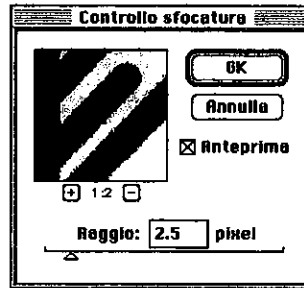 Controllo sfocatura
OK
Annulla
Anteprima
+ 1:2 -
Raggio: 2.5 pixel